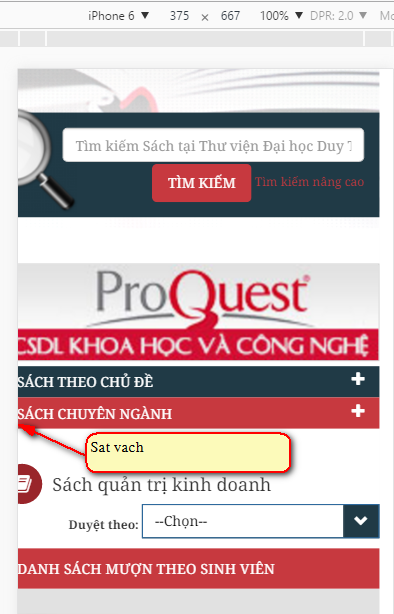 iPhone 6 ▼ 375 × 667 100% ▼ DPR: 2.0 ▼ Mo
Tìm kiếm Sách tại Thư viện Đại học Duy T
TÌM KIẾM Tìm kiếm nâng cao
ProQuest
CSDL KHOA HỌC VÀ CÔNG NGHỆ
SÁCH THEO CHỦ ĐỀ +
SÁCH CHUYÊN NGÀNH +
Sat vach
Sách quản trị kinh doanh
Duyệt theo: --Chọn--
DANH SÁCH MƯỢN THEO SINH VIÊN